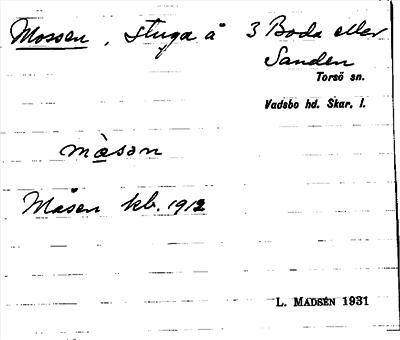 Mossen, stuga å 3 Boda eller
Sanden
Torsö sn.
Vadsbo hd. Skar. l.
måsən
Måsen kb. 1912
L. MADSÉN 1931